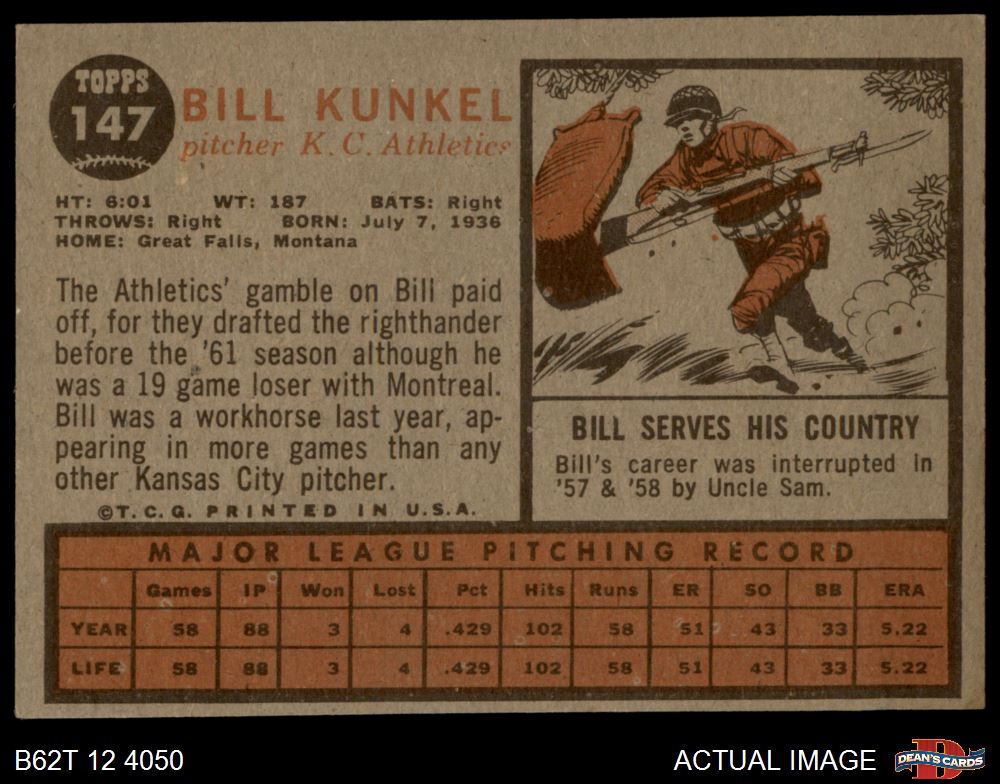 TOPPS
147
BILL KUNKEL
pitcher K. C. Athletics
HT: 6:01 WT: 187 BATS: Right
THROWS: Right BORN: July 7, 1936
HOME: Great Falls, Montana
The Athletics' gamble on Bill paid
off, for they drafted the righthander
before the '61 season although he
was a 19 game loser with Montreal.
Bill was a workhorse last year, ap-
pearing in more games than any
other Kansas City pitcher.
©T. C. G. PRINTED IN U. S. A.
BILL SERVES HIS COUNTRY
Bill's career was interrupted in
'57 & '58 by Uncle Sam.
MAJOR LEAGUE PITCHING RECORD
Games IP Won Lost Pct Hits Runs ER SO BB ERA
YEAR 58 88 3 4 .429 102 58 51 43 33 5.22
LIFE 58 88 3 4 .429 102 58 51 43 33 5.22
B62T 12 4050
ACTUAL IMAGE
DEAN'S CARDS